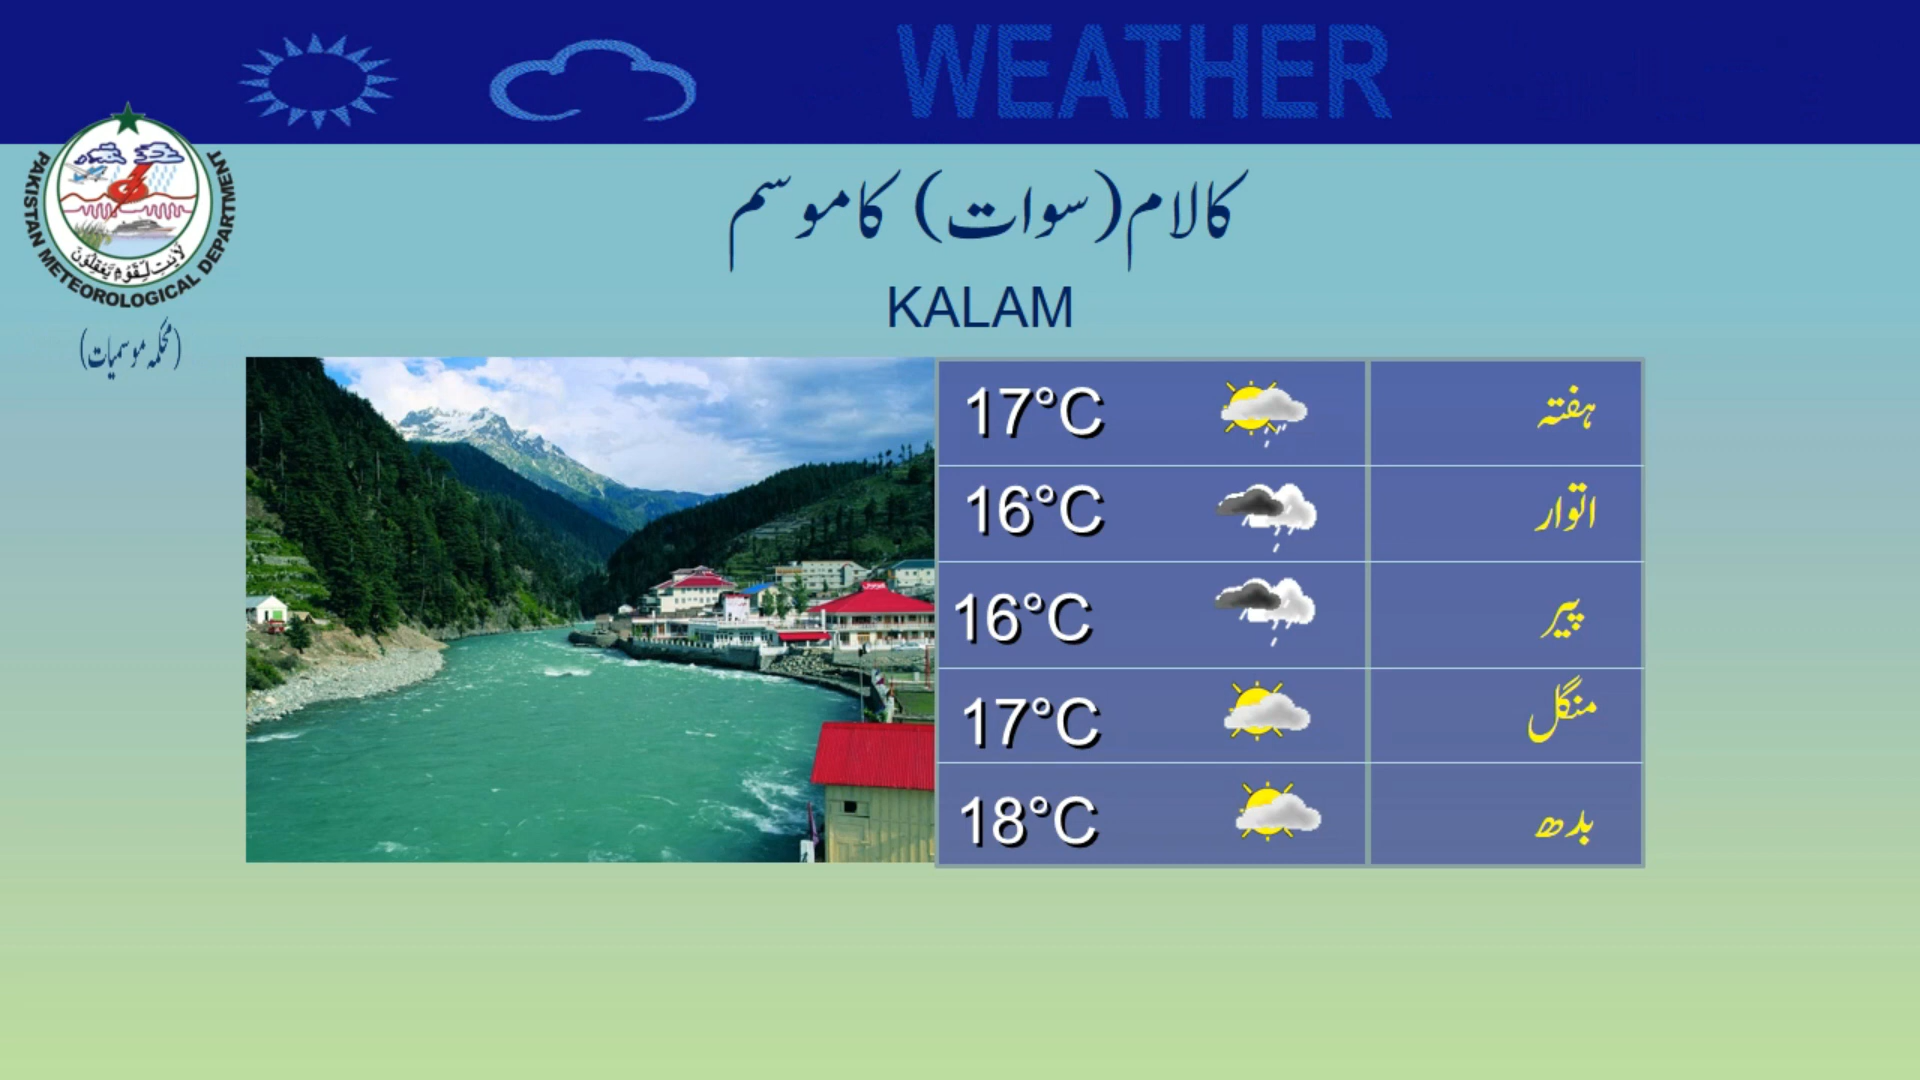 WEATHER
PAKISTAN METEOROLOGICAL DEPARTMENT
(محکمہ موسمیات)
کالام (سوات) کا موسم
KALAM
17°C ہفتہ
16°C اتوار
16°C پیر
17°C منگل
18°C بدھ